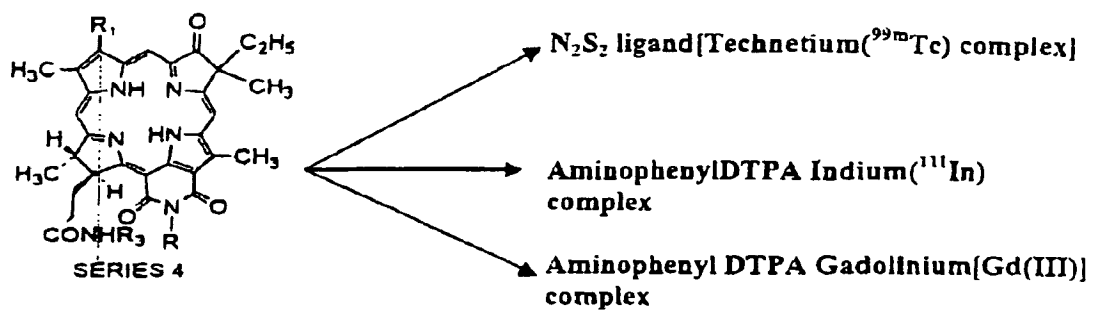 R₁
O
C₂H₅
H₃C
NH
N
CH₃
N
HN
H
H₃C
CH₃
H
O
N
O
CONHR₃
R
SERIES 4
N₂S₂ ligand[Technetium(⁹⁹ᵐTc) complex]
AminophenylDTPA Indium(¹¹¹In)
complex
Aminophenyl DTPA Gadolinium[Gd(III)]
complex